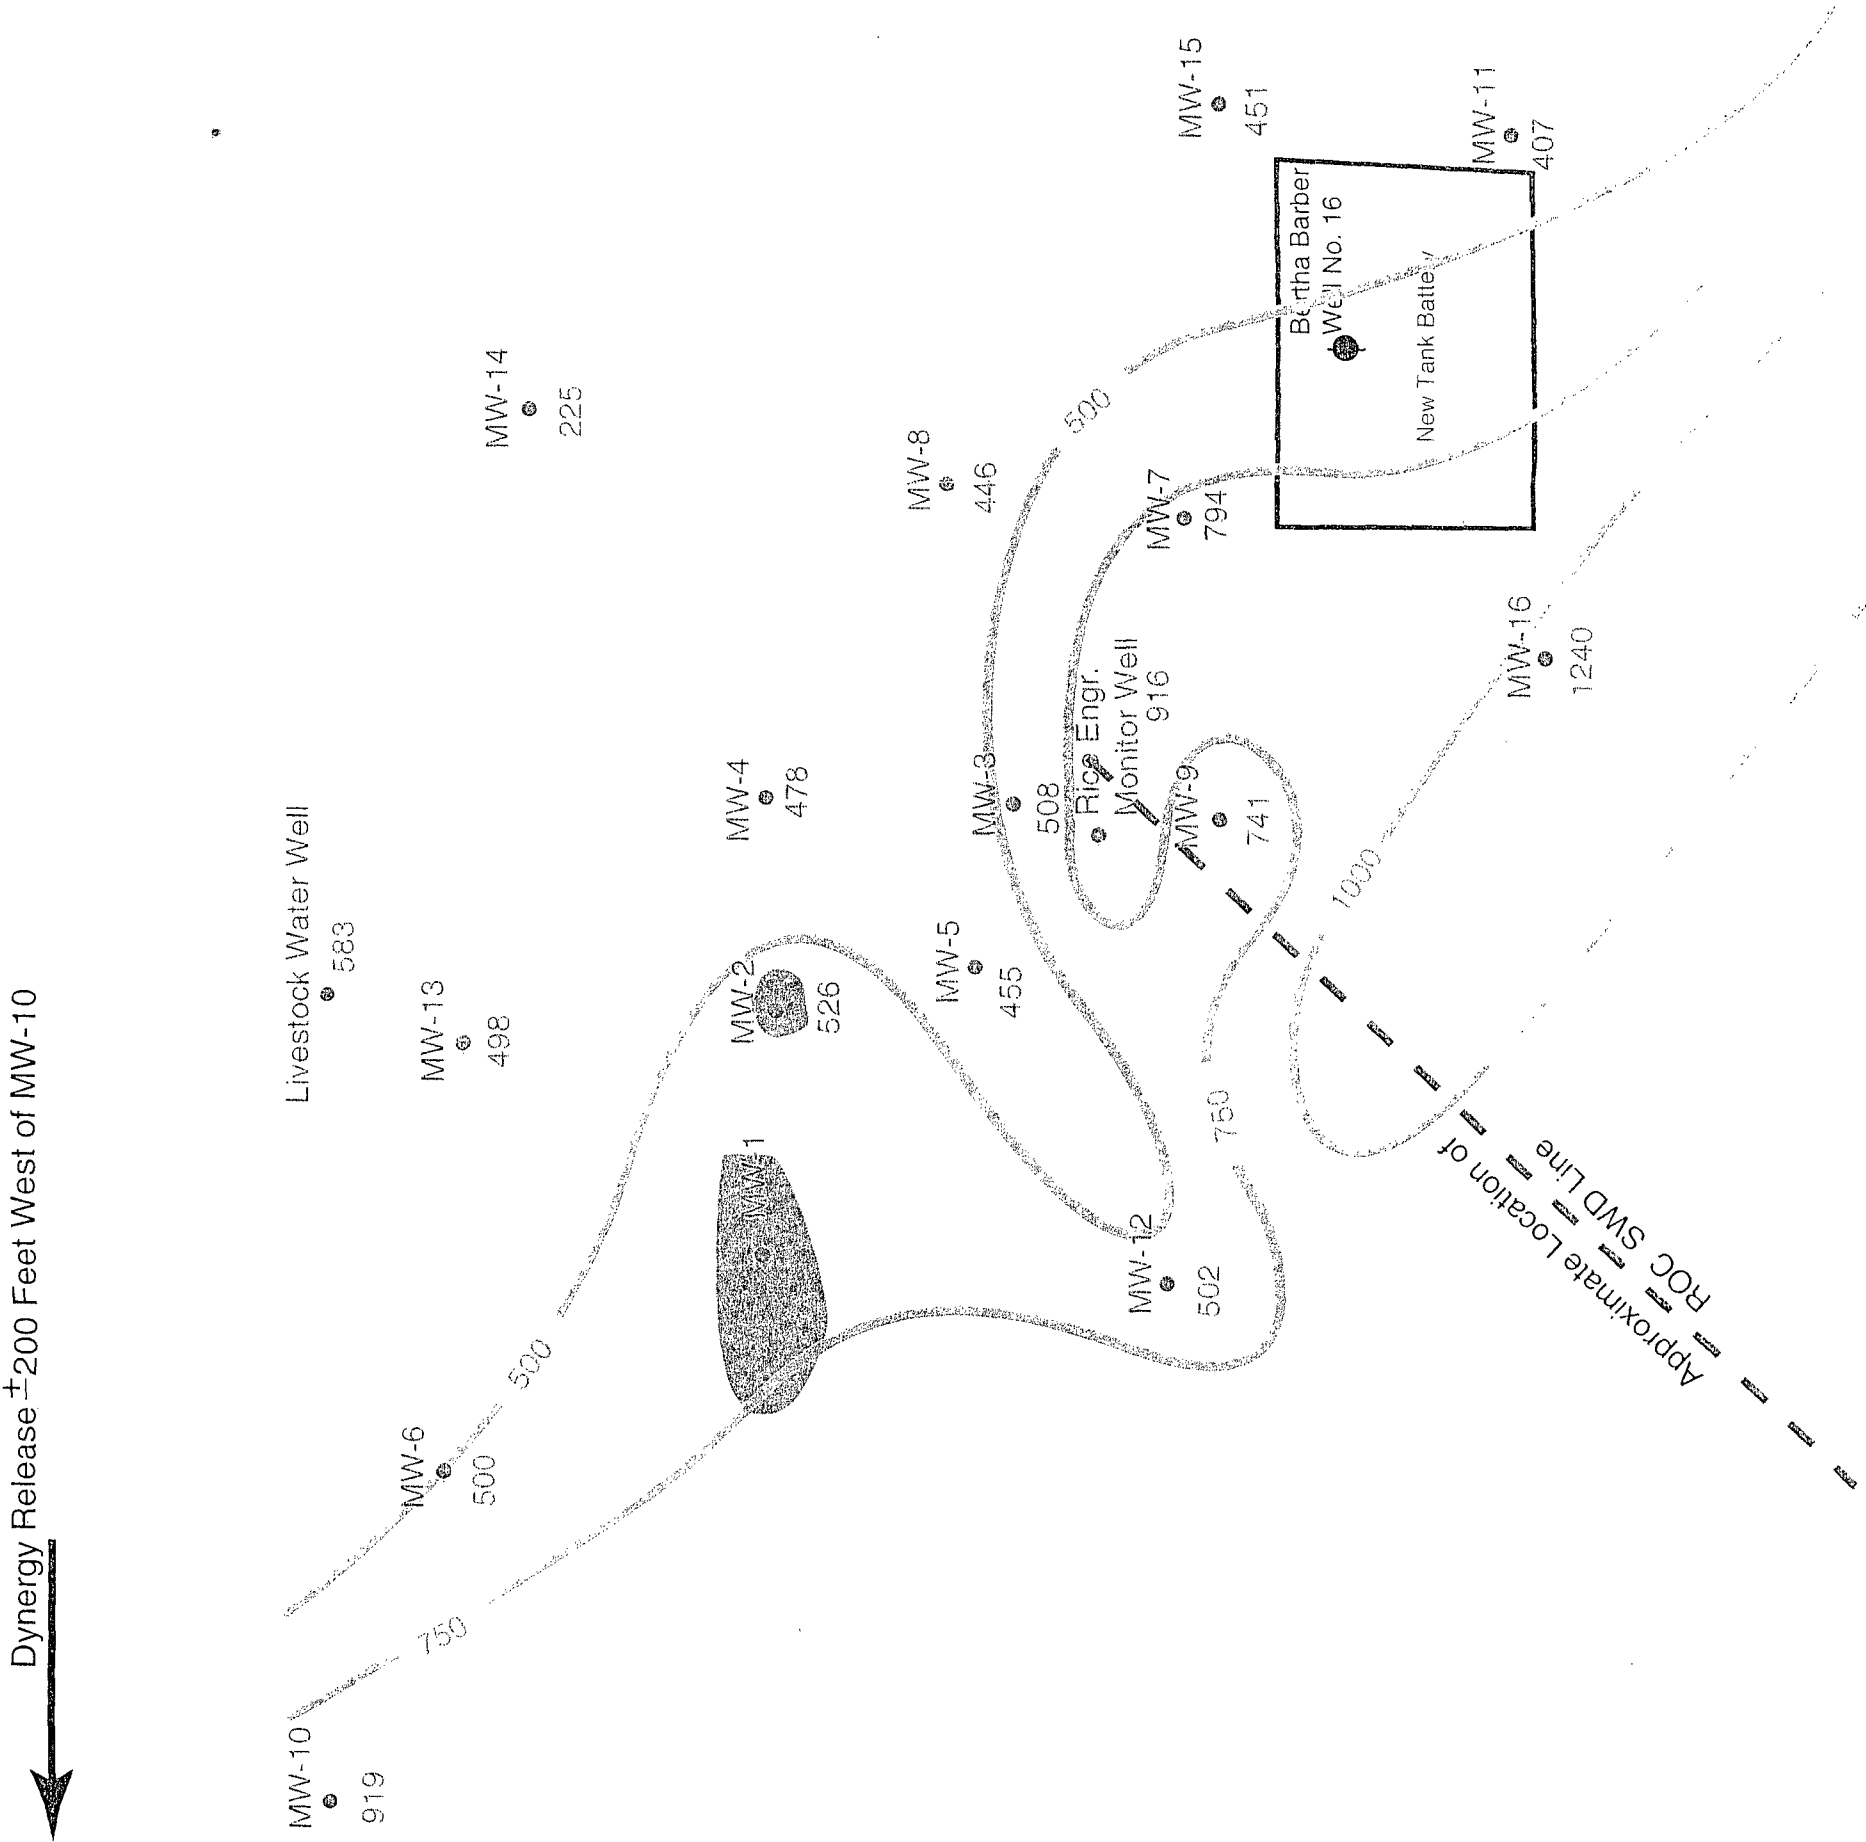 Dynergy Release ±200 Feet West of MW-10
MW-10
919
MW-6
500
Livestock Water Well
583
MW-13
498
750
500
MW-14
225
MW-1
MW-2
526
MW-4
478
MW-8
446
MW-5
455
MW-3
508
500
Rice Engr.
Monitor Well
916
MW-12
502
750
MW-9
741
MW-7
794
MW-15
451
Bertha Barber
Well No. 16
New Tank Battery
MW-11
407
1000
MW-16
1240
Approximate Location of
ROC SWD Line